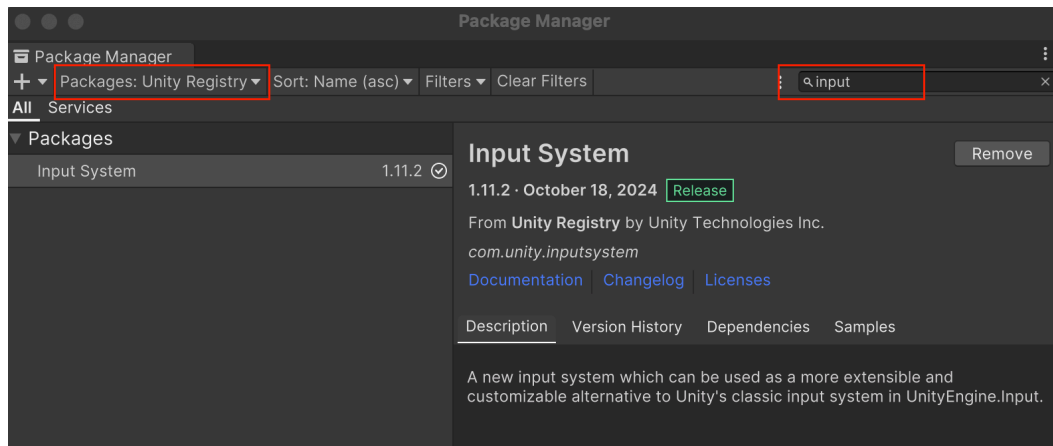 Package Manager
Package Manager
Packages: Unity Registry Sort: Name (asc) Filters Clear Filters input
All Services
Packages
Input System 1.11.2
Input System Remove
1.11.2 · October 18, 2024 Release
From Unity Registry by Unity Technologies Inc.
com.unity.inputsystem
Documentation Changelog Licenses
Description Version History Dependencies Samples
A new input system which can be used as a more extensible and
customizable alternative to Unity's classic input system in UnityEngine.Input.